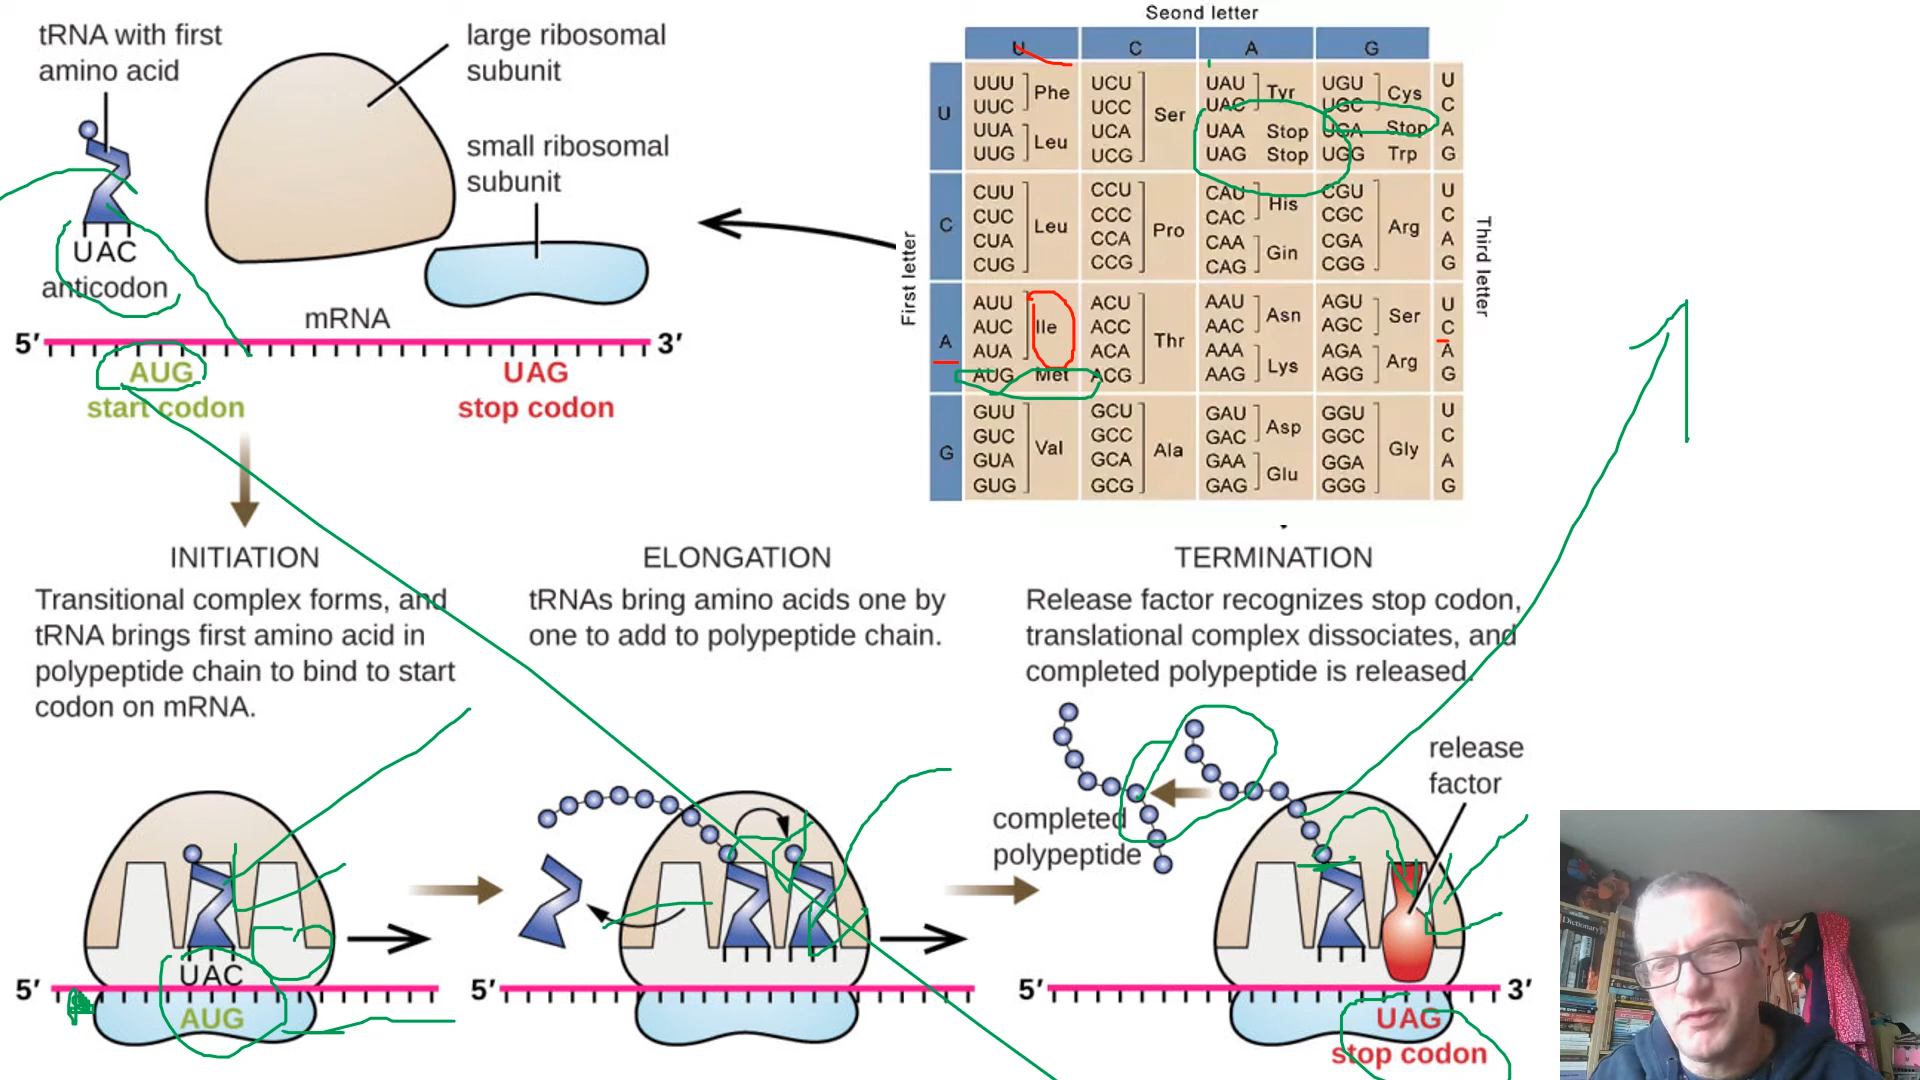 tRNA with first
amino acid
large ribosomal
subunit
small ribosomal
subunit
UAC
anticodon
mRNA
5′
3′
AUG
start codon
UAG
stop codon
Seond letter
U C A G
First letter
Third letter
U
UUU
UUC
Phe
UUA
UUG
Leu
UCU
UCC
UCA
UCG
Ser
UAU
UAC
Tyr
UAA Stop
UAG Stop
UGU
UGC
Cys
UGA Stop
UGG Trp
U
C
A
G
C
CUU
CUC
CUA
CUG
Leu
CCU
CCC
CCA
CCG
Pro
CAU
CAC
His
CAA
CAG
Gin
CGU
CGC
CGA
CGG
Arg
U
C
A
G
A
AUU
AUC
AUA
Ile
AUG Met
ACU
ACC
ACA
ACG
Thr
AAU
AAC
Asn
AAA
AAG
Lys
AGU
AGC
Ser
AGA
AGG
Arg
U
C
A
G
G
GUU
GUC
GUA
GUG
Val
GCU
GCC
GCA
GCG
Ala
GAU
GAC
Asp
GAA
GAG
Glu
GGU
GGC
GGA
GGG
Gly
U
C
A
G
INITIATION
Transitional complex forms, and
tRNA brings first amino acid in
polypeptide chain to bind to start
codon on mRNA.
ELONGATION
tRNAs bring amino acids one by
one to add to polypeptide chain.
TERMINATION
Release factor recognizes stop codon,
translational complex dissociates, and
completed polypeptide is released.
release
factor
completed
polypeptide
UAC
5′
AUG
5′
5′
3′
UAG
stop codon
Dictionary